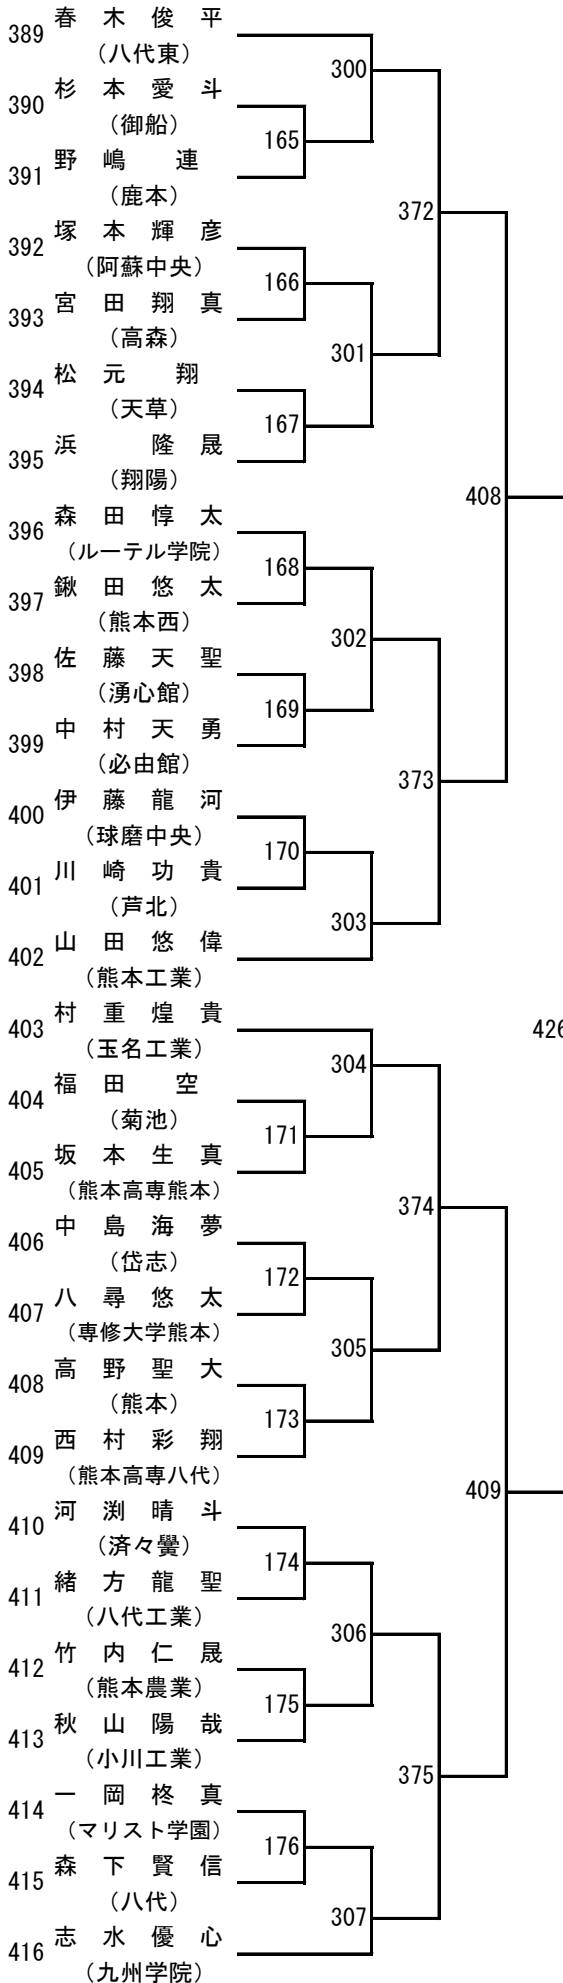 389 春木俊平
（八代東）
300
390 杉本愛斗
（御船）
165
391 野嶋連
（鹿本）
372
392 塚本輝彦
（阿蘇中央）
166
393 宮田翔真
（高森）
301
394 松元翔
（天草）
167
395 浜隆晟
（翔陽）
408
396 森田惇太
（ルーテル学院）
168
397 鍬田悠太
（熊本西）
302
398 佐藤天聖
（湧心館）
169
399 中村天勇
（必由館）
373
400 伊藤龍河
（球磨中央）
170
401 川崎功貴
（芦北）
303
402 山田悠偉
（熊本工業）
403 村重煌貴
（玉名工業）
426
304
404 福田空
（菊池）
171
405 坂本生真
（熊本高専熊本）
374
406 中島海夢
（岱志）
172
407 八尋悠太
（専修大学熊本）
305
408 高野聖大
（熊本）
173
409 西村彩翔
（熊本高専八代）
409
410 河渕晴斗
（済々黌）
174
411 緒方龍聖
（八代工業）
306
412 竹内仁晟
（熊本農業）
175
413 秋山陽哉
（小川工業）
375
414 一岡柊真
（マリスト学園）
176
415 森下賢信
（八代）
307
416 志水優心
（九州学院）